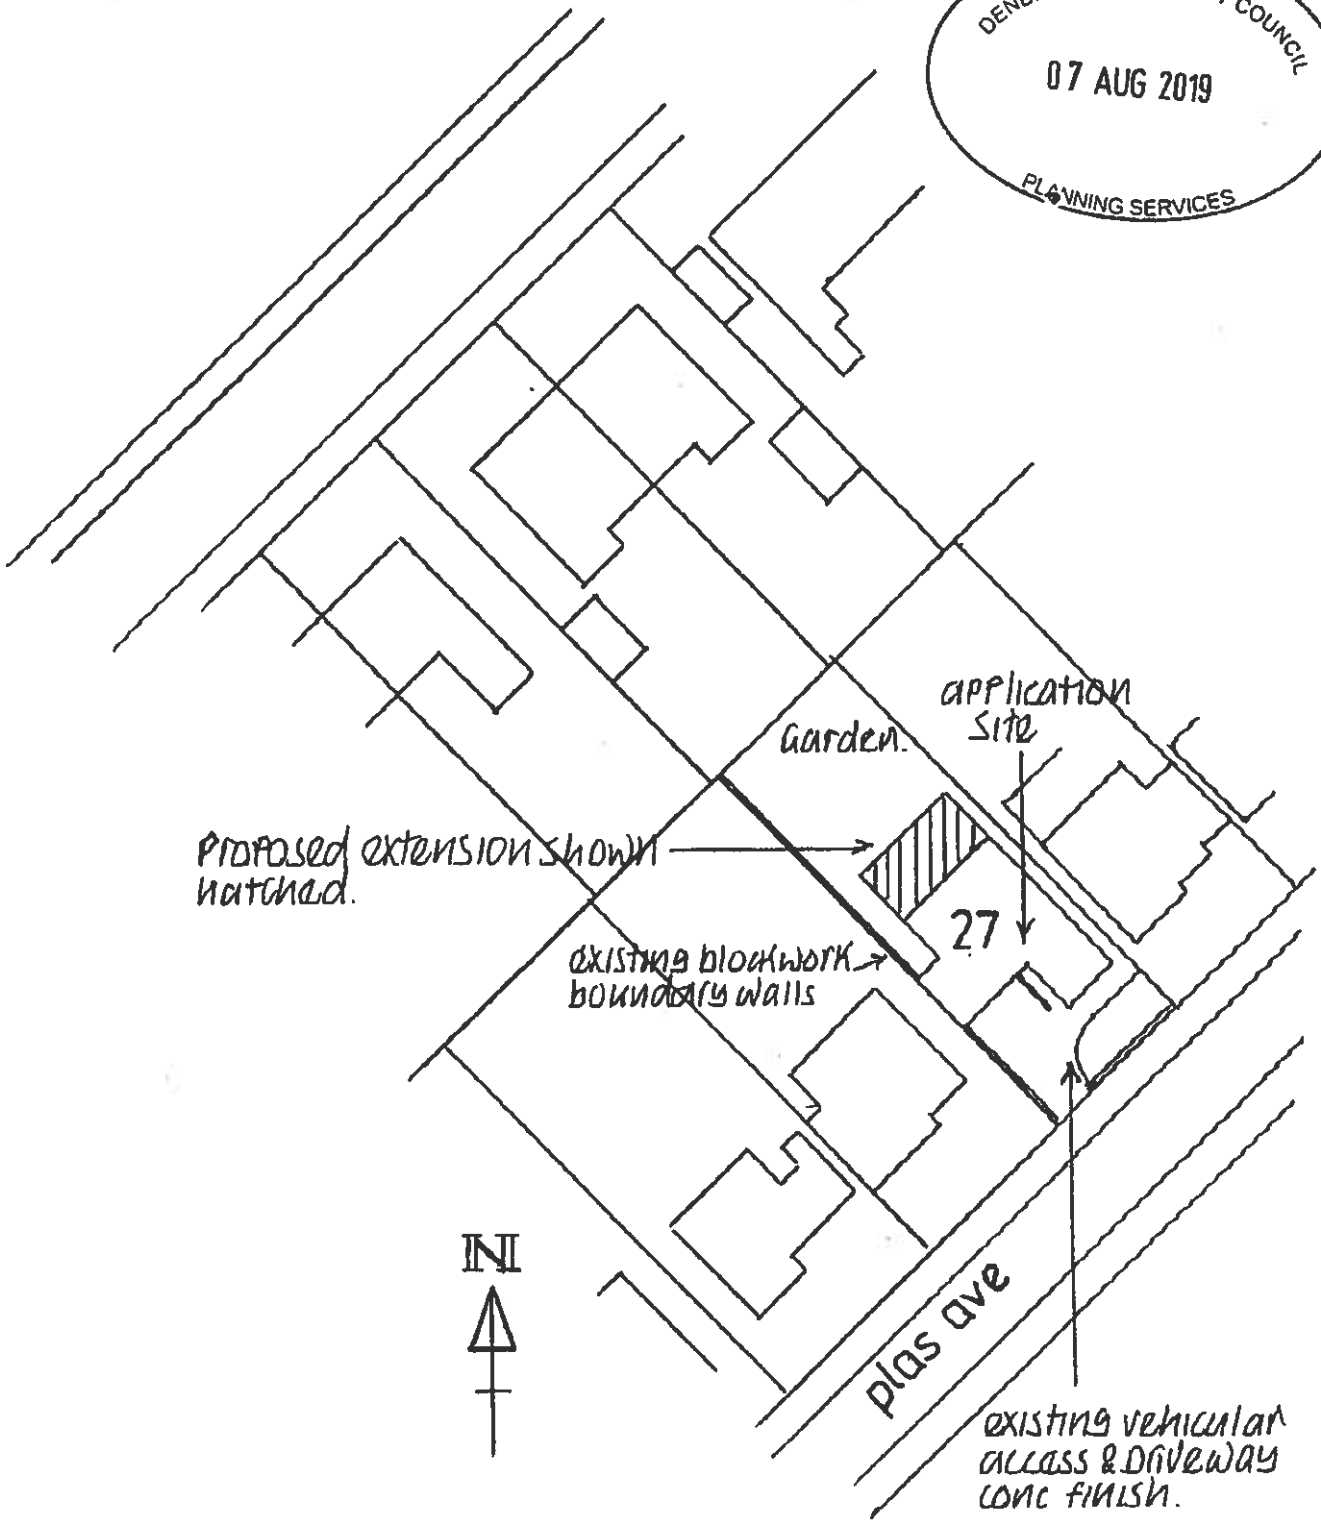 COUNCIL
07 AUG 2019
PLANNING SERVICES
application
site
Garden.
Proposed extension shown
hatched.
27
existing blockwork
boundary walls
N
plas ave
existing vehicular
access & Driveway
conc finish.